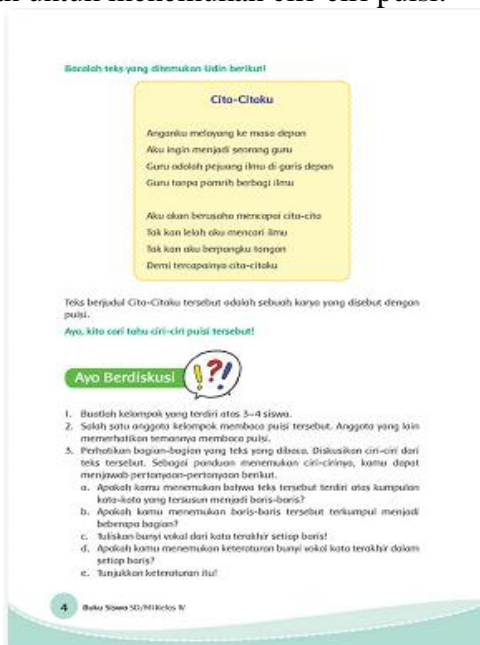 untuk menemukan ciri-ciri puisi.
Bacalah teks yang ditemukan Udin berikut!
Cita-Citaku
Anganku melayang ke masa depan
Aku ingin menjadi seorang guru
Guru adalah pejuang ilmu di garis depan
Guru tanpa pamrih berbagi ilmu
Aku akan berusaha mencapai cita-cita
Tak kan lelah aku mencari ilmu
Tak kan aku berpangku tangan
Demi tercapainya cita-citaku
Teks berjudul Cita-Citaku tersebut adalah sebuah karya yang disebut dengan
puisi.
Ayo, kita cari tahu ciri-ciri puisi tersebut!
Ayo Berdiskusi
!?!
1. Buatlah kelompok yang terdiri atas 3–4 siswa.
2. Salah satu anggota kelompok membaca puisi tersebut. Anggota yang lain
memerhatikan temannya membaca puisi.
3. Perhatikan bagian-bagian yang teks yang dibaca. Diskusikan ciri-ciri dari
teks tersebut. Sebagai panduan menemukan ciri-cirinya, kamu dapat
menjawab pertanyaan-pertanyaan berikut.
a. Apakah kamu menemukan bahwa teks tersebut terdiri atas kumpulan
kata-kata yang tersusun menjadi baris-baris?
b. Apakah kamu menemukan baris-baris tersebut terkumpul menjadi
beberapa bagian?
c. Tuliskan bunyi vokal dari kata terakhir setiap baris!
d. Apakah kamu menemukan keteraturan bunyi vokal kata terakhir dalam
setiap baris?
e. Tunjukkan keteraturan itu!
4 Buku Siswa SD/MI Kelas IV